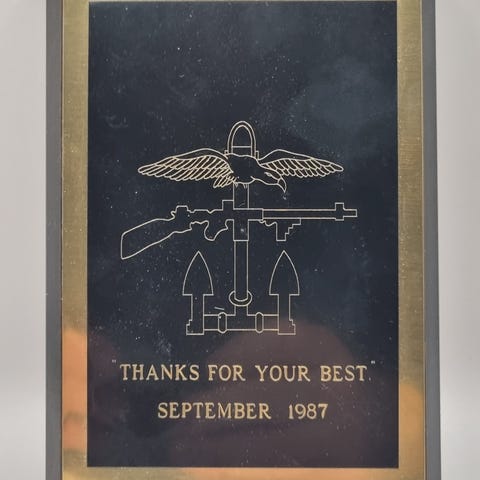 "THANKS FOR YOUR BEST"
SEPTEMBER 1987